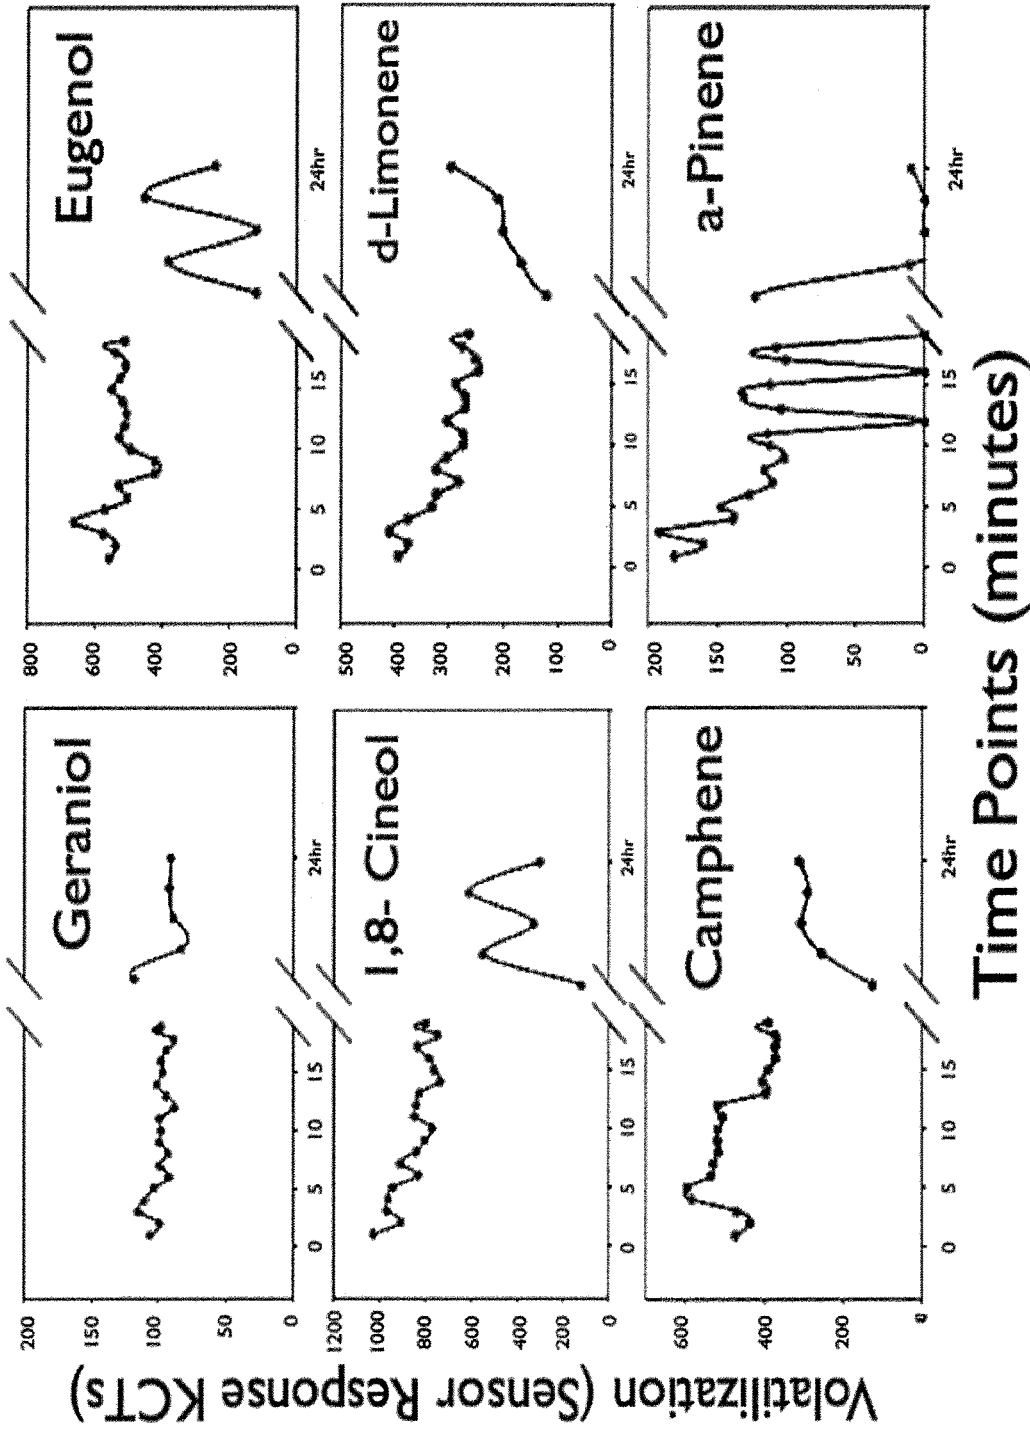 Volatilization (Sensor Response KCTs)
Geraniol
200
150
100
50
0
0 5 10 15 24hr
Eugenol
800
600
400
200
0
0 5 10 15 24hr
1,8- Cineol
1200
1000
800
600
400
200
0
0 5 10 15 24hr
d-Limonene
500
400
300
200
100
0
0 5 10 15 24hr
Camphene
600
400
200
0
0 5 10 15 24hr
a-Pinene
200
150
100
50
0
0 5 10 15 24hr
Time Points (minutes)